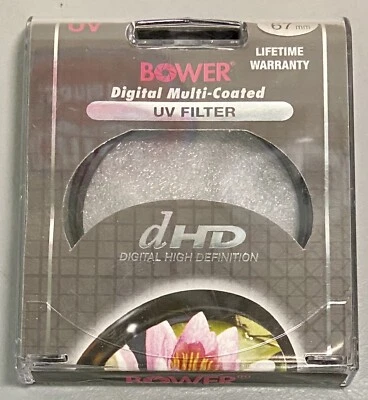 UV
67mm
LIFETIME
WARRANTY
BOWER®
Digital Multi-Coated
UV FILTER
dHD
DIGITAL HIGH DEFINITION
BOWER